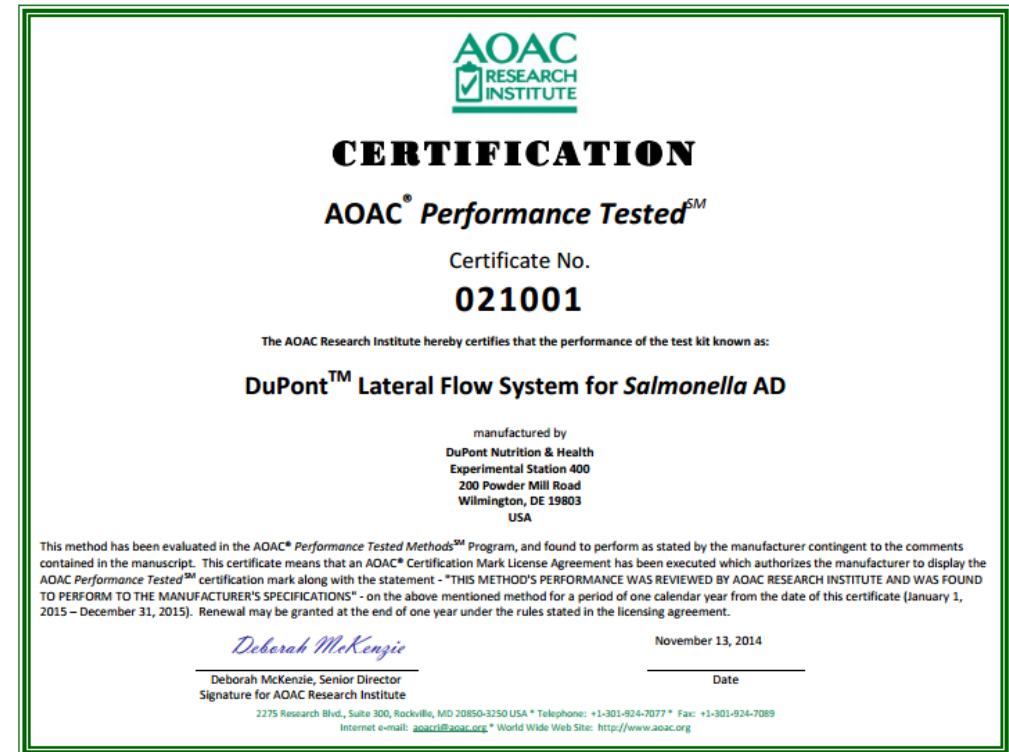 AOAC
RESEARCH
INSTITUTE
CERTIFICATION
AOAC® Performance Tested℠
Certificate No.
021001
The AOAC Research Institute hereby certifies that the performance of the test kit known as:
DuPont™ Lateral Flow System for Salmonella AD
manufactured by
DuPont Nutrition & Health
Experimental Station 400
200 Powder Mill Road
Wilmington, DE 19803
USA
This method has been evaluated in the AOAC® Performance Tested Methods℠ Program, and found to perform as stated by the manufacturer contingent to the comments
contained in the manuscript. This certificate means that an AOAC® Certification Mark License Agreement has been executed which authorizes the manufacturer to display the
AOAC Performance Tested℠ certification mark along with the statement - "THIS METHOD'S PERFORMANCE WAS REVIEWED BY AOAC RESEARCH INSTITUTE AND WAS FOUND
TO PERFORM TO THE MANUFACTURER'S SPECIFICATIONS" - on the above mentioned method for a period of one calendar year from the date of this certificate (January 1,
2015 – December 31, 2015). Renewal may be granted at the end of one year under the rules stated in the licensing agreement.
Deborah McKenzie
November 13, 2014
Deborah McKenzie, Senior Director
Date
Signature for AOAC Research Institute
2275 Research Blvd., Suite 300, Rockville, MD 20850-3250 USA * Telephone: +1-301-924-7077 * Fax: +1-301-924-7089
Internet e-mail: aoacri@aoac.org * World Wide Web Site: http://www.aoac.org